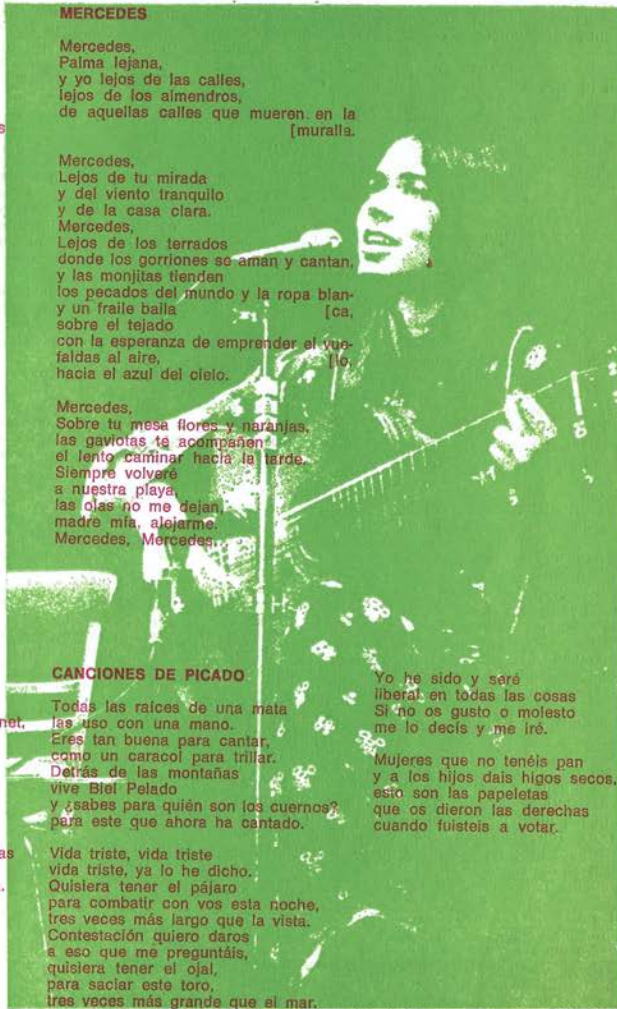 MERCEDES
Mercedes,
Palma lejana,
y yo lejos de las calles,
lejos de los almendros,
de aquellas calles que mueren en la
[muralla.
Mercedes,
Lejos de tu mirada
y del viento tranquilo
y de la casa clara.
Mercedes,
Lejos de los terrados
donde los gorriones se aman y cantan,
y las monjitas tienden
los pecados del mundo y la ropa blan-
y un fraile baila [ca,
sobre el tejado
con la esperanza de emprender el vue-
faldas al aire, [lo,
hacia el azul del cielo.
Mercedes,
Sobre tu mesa flores y naranjas,
las gaviotas te acompañen
el lento caminar hacia la tarde.
Siempre volveré
a nuestra playa,
las olas no me dejan,
madre mía, alejarme.
Mercedes, Mercedes.
CANCIONES DE PICADO
Todas las raíces de una mata
las uso con una mano.
Eres tan buena para cantar,
como un caracol para trillar.
Detrás de las montañas
vive Biel Pelado
y ¿sabes para quién son los cuernos?
para este que ahora ha cantado.
Vida triste, vida triste
vida triste, ya lo he dicho.
Quisiera tener el pájaro
para combatir con vos esta noche,
tres veces más largo que la vista.
Contestación quiero daros
a eso que me preguntáis,
quisiera tener el ojal,
para saciar este toro,
tres veces más grande que el mar.
Yo he sido y seré
liberal en todas las cosas
Si no os gusto o molesto
me lo decís y me iré.
Mujeres que no tenéis pan
y a los hijos dais higos secos,
esto son las papeletas
que os dieron las derechas
cuando fuisteis a votar.